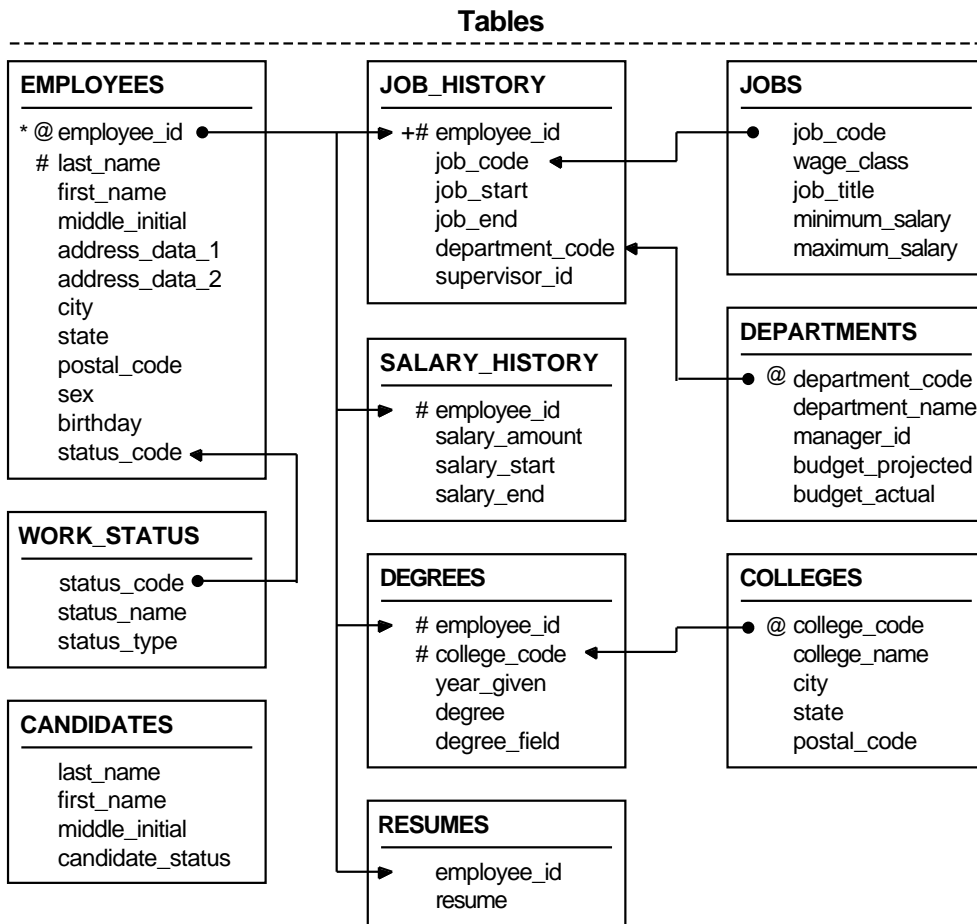 Tables
EMPLOYEES
* @ employee_id
# last_name
first_name
middle_initial
address_data_1
address_data_2
city
state
postal_code
sex
birthday
status_code
WORK_STATUS
status_code
status_name
status_type
CANDIDATES
last_name
first_name
middle_initial
candidate_status
JOB_HISTORY
+# employee_id
job_code
job_start
job_end
department_code
supervisor_id
SALARY_HISTORY
# employee_id
salary_amount
salary_start
salary_end
DEGREES
# employee_id
# college_code
year_given
degree
degree_field
RESUMES
employee_id
resume
JOBS
job_code
wage_class
job_title
minimum_salary
maximum_salary
DEPARTMENTS
@ department_code
department_name
manager_id
budget_projected
budget_actual
COLLEGES
@ college_code
college_name
city
state
postal_code